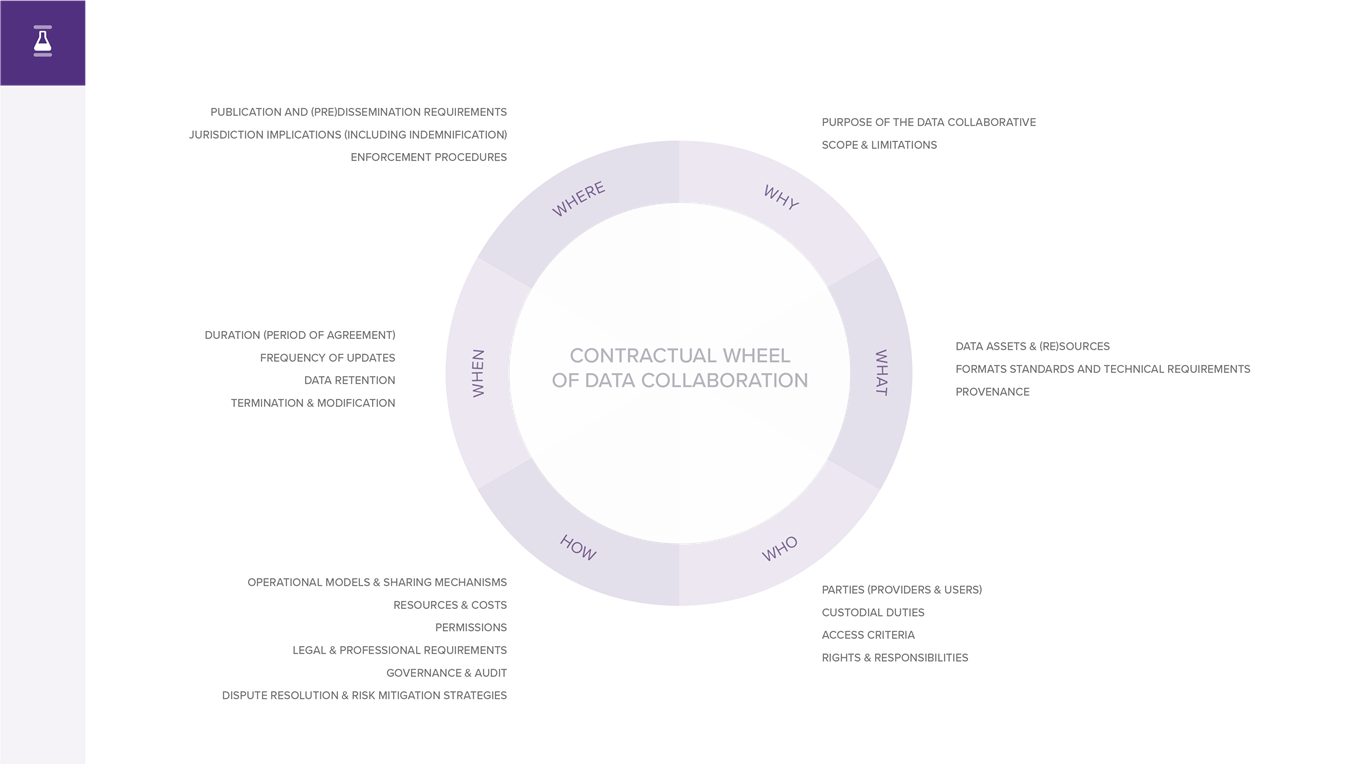 PUBLICATION AND (PRE)DISSEMINATION REQUIREMENTS
JURISDICTION IMPLICATIONS (INCLUDING INDEMNIFICATION)
ENFORCEMENT PROCEDURES
PURPOSE OF THE DATA COLLABORATIVE
SCOPE & LIMITATIONS
WHERE
WHY
DURATION (PERIOD OF AGREEMENT)
FREQUENCY OF UPDATES
DATA RETENTION
TERMINATION & MODIFICATION
WHEN
CONTRACTUAL WHEEL
OF DATA COLLABORATION
WHAT
DATA ASSETS & (RE)SOURCES
FORMATS STANDARDS AND TECHNICAL REQUIREMENTS
PROVENANCE
HOW
WHO
OPERATIONAL MODELS & SHARING MECHANISMS
RESOURCES & COSTS
PERMISSIONS
LEGAL & PROFESSIONAL REQUIREMENTS
GOVERNANCE & AUDIT
DISPUTE RESOLUTION & RISK MITIGATION STRATEGIES
PARTIES (PROVIDERS & USERS)
CUSTODIAL DUTIES
ACCESS CRITERIA
RIGHTS & RESPONSIBILITIES